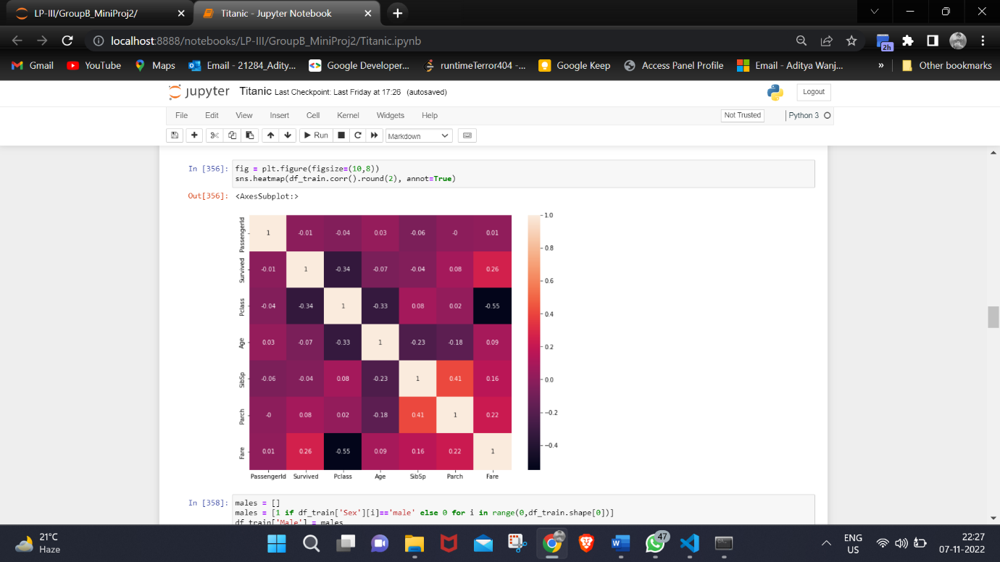 LP-III/GroupB_MiniProj2/
Titanic - Jupyter Notebook
localhost:8888/notebooks/LP-III/GroupB_MiniProj2/Titanic.ipynb
2h
Gmail YouTube Maps Email - 21284_Adity... Google Developer... runtimeTerror404 -... Google Keep Access Panel Profile Email - Aditya Wanj... » Other bookmarks
jupyter Titanic Last Checkpoint: Last Friday at 17:26 (autosaved) Logout
File Edit View Insert Cell Kernel Widgets Help Not Trusted Python 3
Run Markdown
In [356]: fig = plt.figure(figsize=(10,8))
sns.heatmap(df_train.corr().round(2), annot=True)
Out[356]: <AxesSubplot:>
PassengerId 1 -0.01 -0.04 0.03 -0.06 -0 0.01
Survived -0.01 1 -0.34 -0.07 -0.04 0.08 0.26
Pclass -0.04 -0.34 1 -0.33 0.08 0.02 -0.55
Age 0.03 -0.07 -0.33 1 -0.23 -0.18 0.09
SibSp -0.06 -0.04 0.08 -0.23 1 0.41 0.16
Parch -0 0.08 0.02 -0.18 0.41 1 0.22
Fare 0.01 0.26 -0.55 0.09 0.16 0.22 1
PassengerId Survived Pclass Age SibSp Parch Fare
1.0
0.8
0.6
0.4
0.2
0.0
-0.2
-0.4
In [358]: males = []
males = [1 if df_train['Sex'][i]=='male' else 0 for i in range(0,df_train.shape[0])]
df_train['Male'] = males
21°C
Haze
47
ENG
US
22:27
07-11-2022